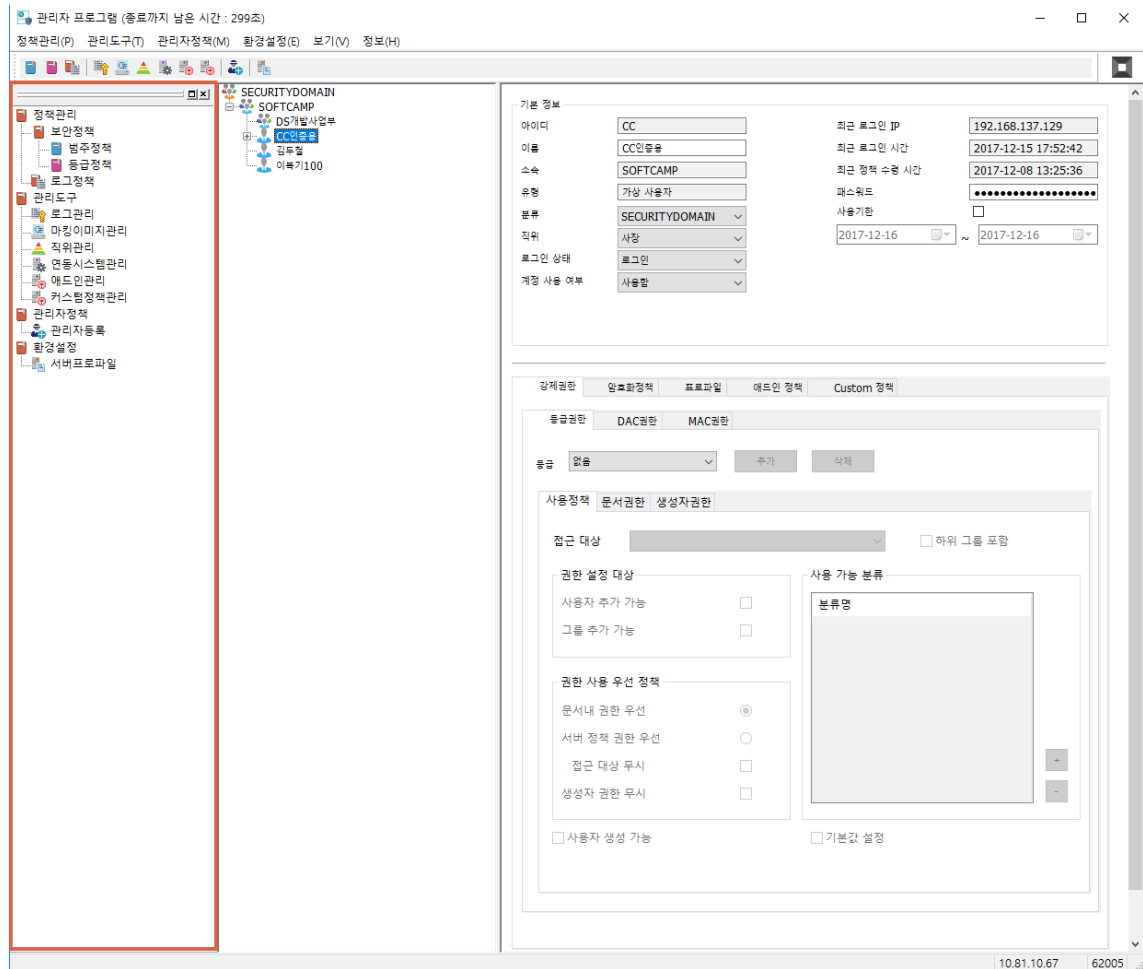 관리자 프로그램 (종료까지 남은 시간 : 299초)
정책관리(P) 관리도구(T) 관리자정책(M) 환경설정(E) 보기(V) 정보(H)
정책관리
보안정책
범주정책
등급정책
로그정책
관리도구
로그관리
마킹이미지관리
직위관리
연동시스템관리
애드인관리
커스텀정책관리
관리자정책
관리자등록
환경설정
서버프로파일
SECURITYDOMAIN
SOFTCAMP
DS개발사업부
CC인증용
김두철
이복기100
기본 정보
아이디 CC
이름 CC인증용
소속 SOFTCAMP
유형 가상 사용자
분류 SECURITYDOMAIN
직위 사장
로그인 상태 로그인
계정 사용 여부 사용함
최근 로그인 IP 192.168.137.129
최근 로그인 시간 2017-12-15 17:52:42
최근 정책 수령 시간 2017-12-08 13:25:36
패스워드 ●●●●●●●●●●●●●●●●●●●
사용기한
2017-12-16 ~ 2017-12-16
강제권한 암호화정책 프로파일 애드인 정책 Custom 정책
등급권한 DAC권한 MAC권한
등급 없음 추가 삭제
사용정책 문서권한 생성자권한
접근 대상 하위 그룹 포함
권한 설정 대상
사용자 추가 가능
그룹 추가 가능
권한 사용 우선 정책
문서내 권한 우선
서버 정책 권한 우선
접근 대상 무시
생성자 권한 무시
사용 가능 분류
분류명
+
-
사용자 생성 가능 기본값 설정
10.81.10.67 62005